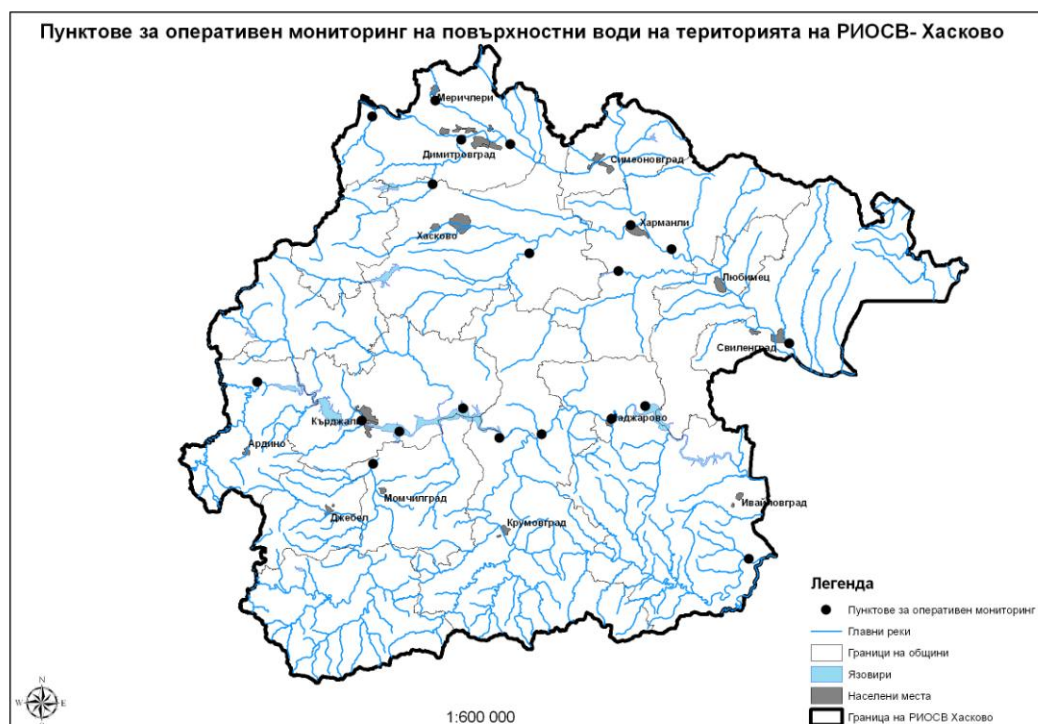 Пунктове за оперативен мониторинг на повърхностни води на територията на РИОСВ- Хасково
Меричлери
Димитровград
Симеоновград
Хасково
Харманли
Любимец
Свиленград
Кърджали
Маджарово
Ардино
Момчилград
Джебел
Крумовград
Ивайловград
Легенда
Пунктове за оперативен мониторинг
Главни реки
Граници на общини
Язовири
Населени места
Граница на РИОСВ Хасково
N
W
E
S
1:600 000